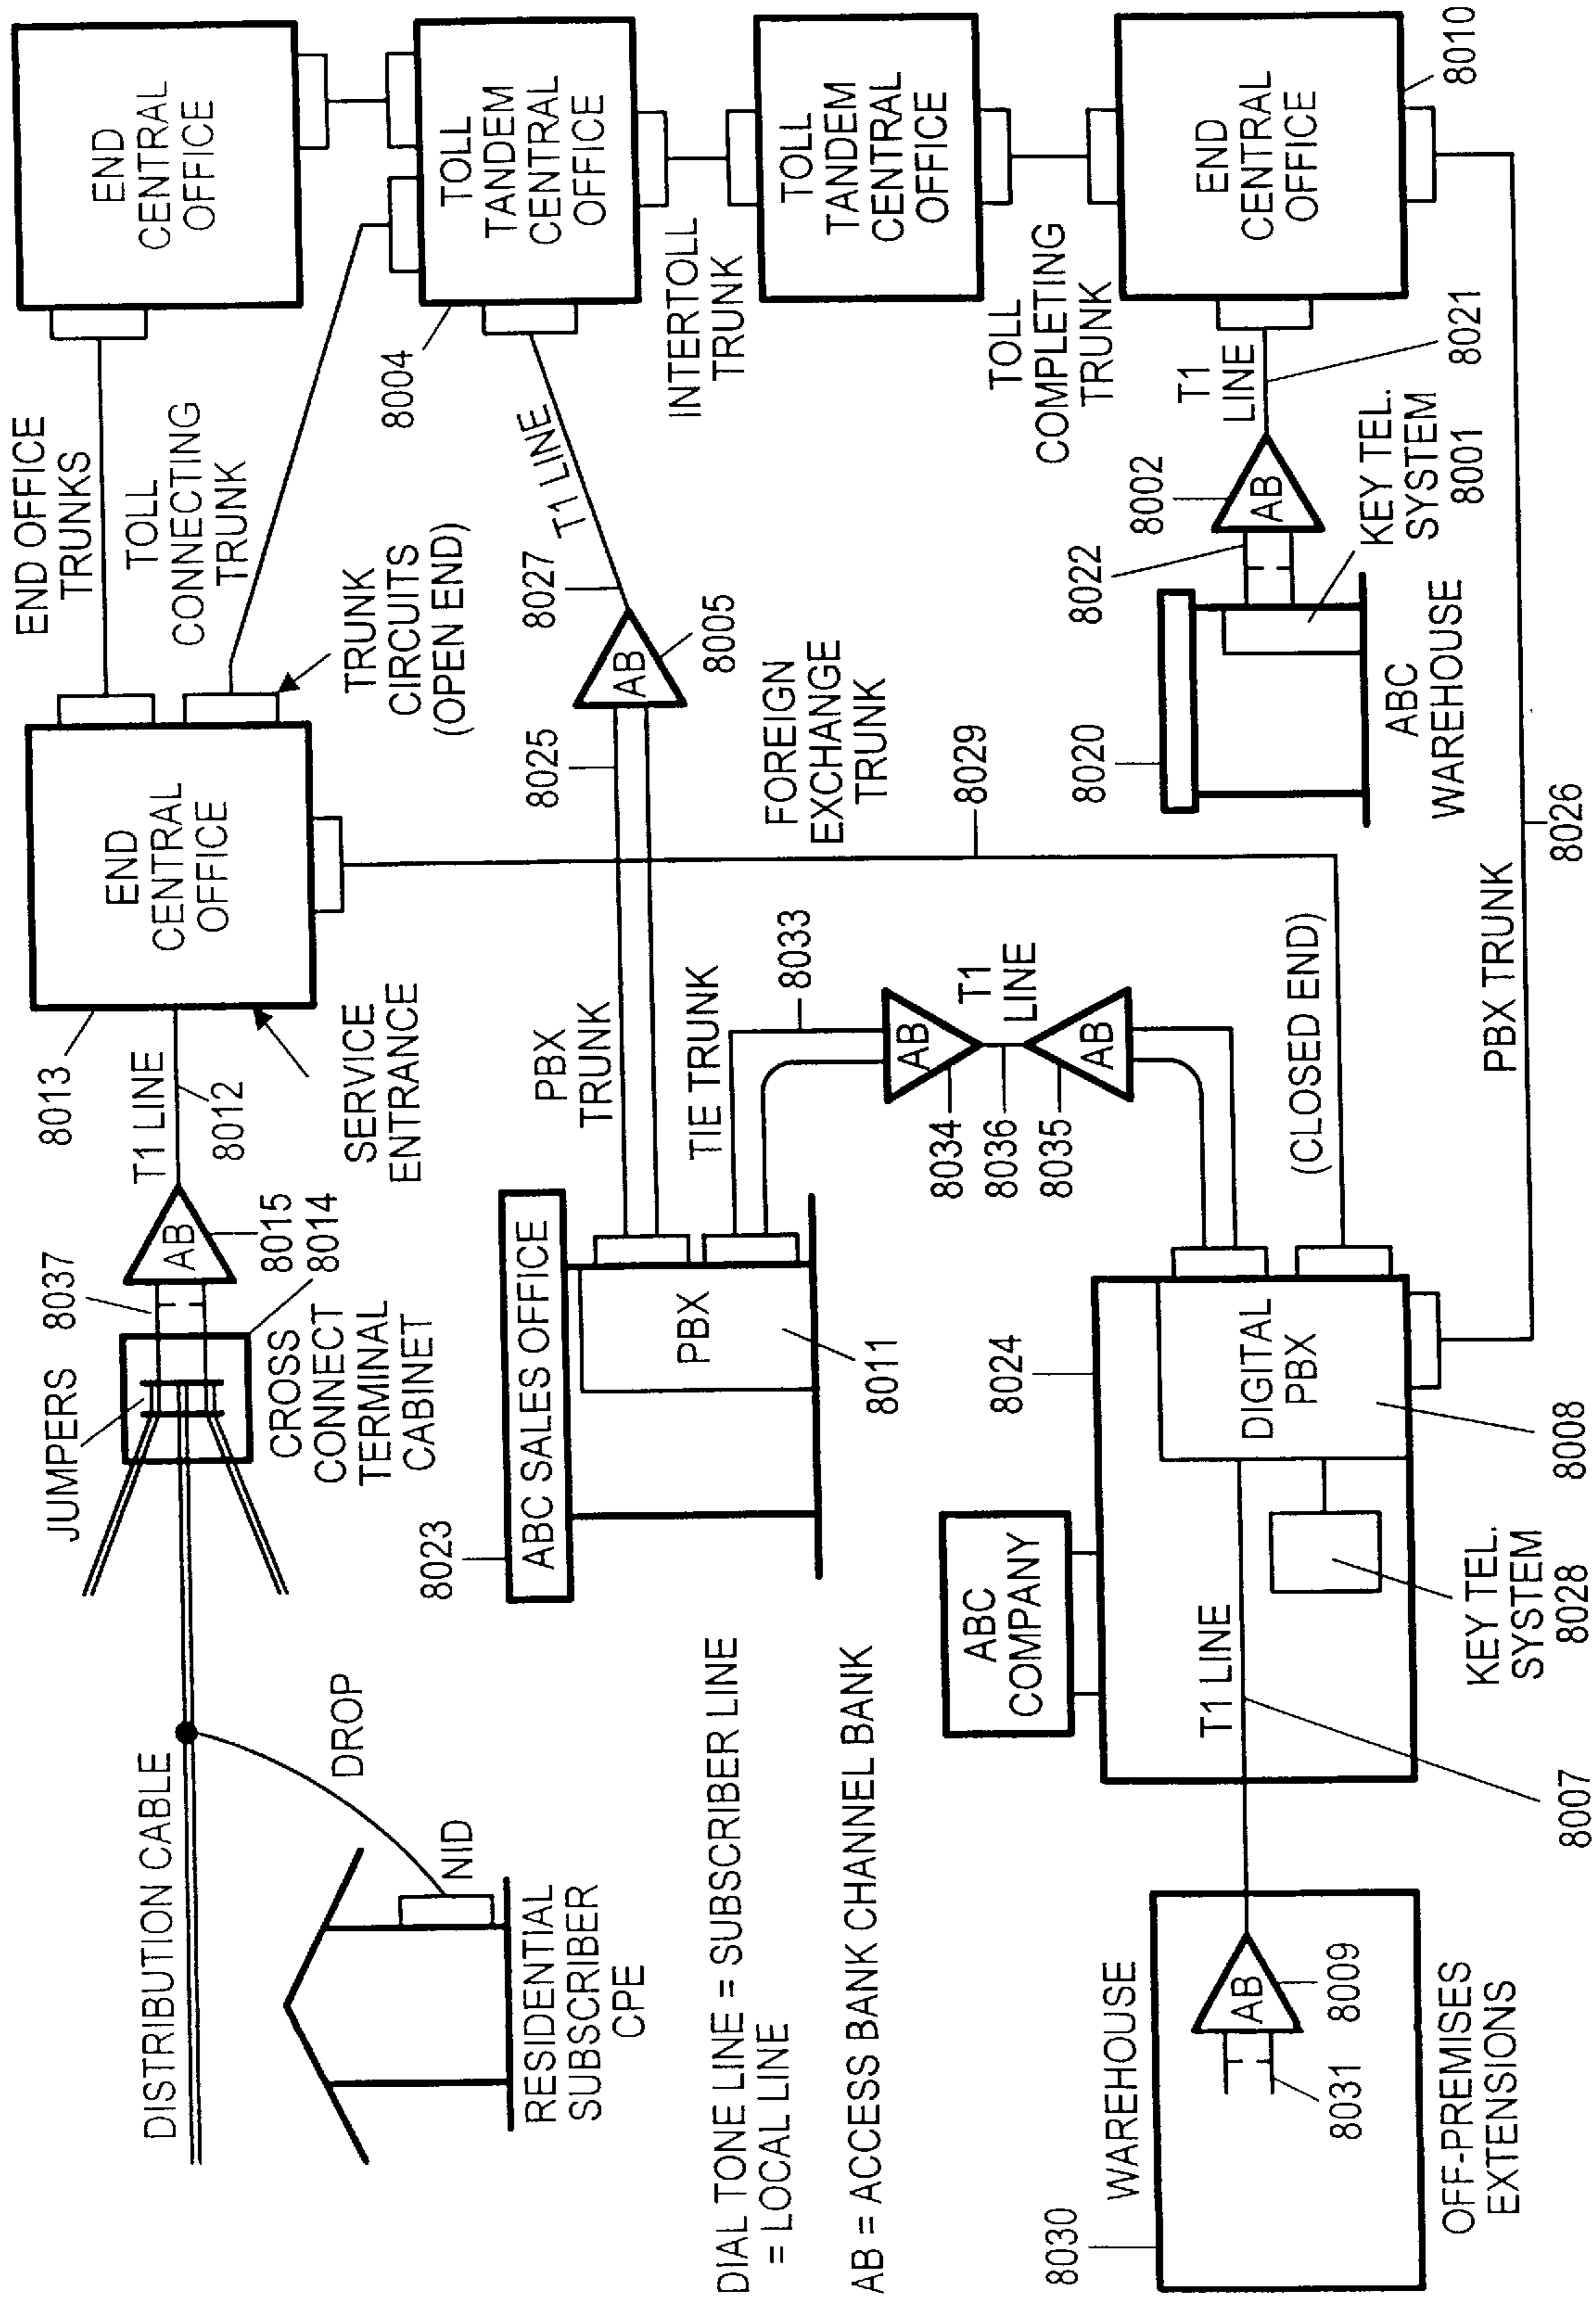 DISTRIBUTION CABLE
DROP
NID
RESIDENTIAL
SUBSCRIBER
CPE
JUMPERS
8037
AB
8015
8014
CROSS
CONNECT
TERMINAL
CABINET
T1 LINE
8012
8013
SERVICE
ENTRANCE
END
CENTRAL
OFFICE
TRUNK
CIRCUITS
(OPEN END)
END OFFICE
TRUNKS
TOLL
CONNECTING
TRUNK
END
CENTRAL
OFFICE
TOLL
TANDEM
CENTRAL
OFFICE
8004
T1 LINE
8027
AB
8005
8025
PBX
TRUNK
INTERTOLL
TRUNK
TOLL
TANDEM
CENTRAL
OFFICE
TOLL
COMPLETING
TRUNK
END
CENTRAL
OFFICE
8010
8023
ABC SALES OFFICE
PBX
8011
TIE TRUNK
8033
AB
8034
T1
LINE
8036
AB
8035
FOREIGN
EXCHANGE
TRUNK
8029
(CLOSED END)
T1
LINE
8021
8002
AB
8022
KEY TEL.
SYSTEM
8001
8020
ABC
WAREHOUSE
PBX TRUNK
8026
DIAL TONE LINE = SUBSCRIBER LINE
= LOCAL LINE
AB = ACCESS BANK CHANNEL BANK
ABC
COMPANY
8024
DIGITAL
PBX
8008
KEY TEL.
SYSTEM
8028
T1 LINE
8007
WAREHOUSE
8030
AB
8009
8031
OFF-PREMISES
EXTENSIONS